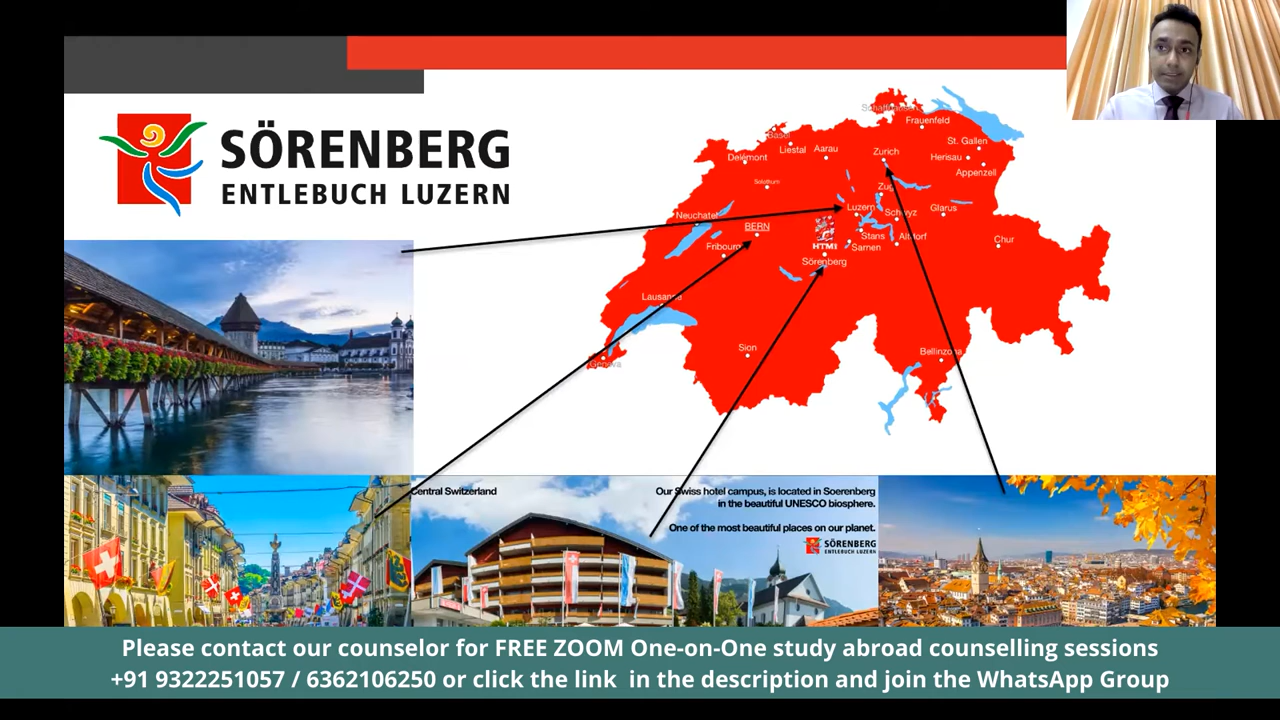 SÖRENBERG
ENTLEBUCH LUZERN
Schaffhausen
Frauenfeld
Basel
Liestal
Aarau
Zurich
St. Gallen
Delémont
Herisau
Appenzell
Solothurn
Zug
Neuchatel
Luzern
Schwyz
Glarus
BERN
Fribourg
HTMi
Stans
Altdorf
Sarnen
Chur
Sörenberg
Lausanne
Sion
Bellinzona
Geneva
Central Switzerland
Our Swiss hotel campus, is located in Soerenberg
in the beautiful UNESCO biosphere.
One of the most beautiful places on our planet.
SÖRENBERG
ENTLEBUCH LUZERN
Please contact our counselor for FREE ZOOM One-on-One study abroad counselling sessions
+91 9322251057 / 6362106250 or click the link in the description and join the WhatsApp Group